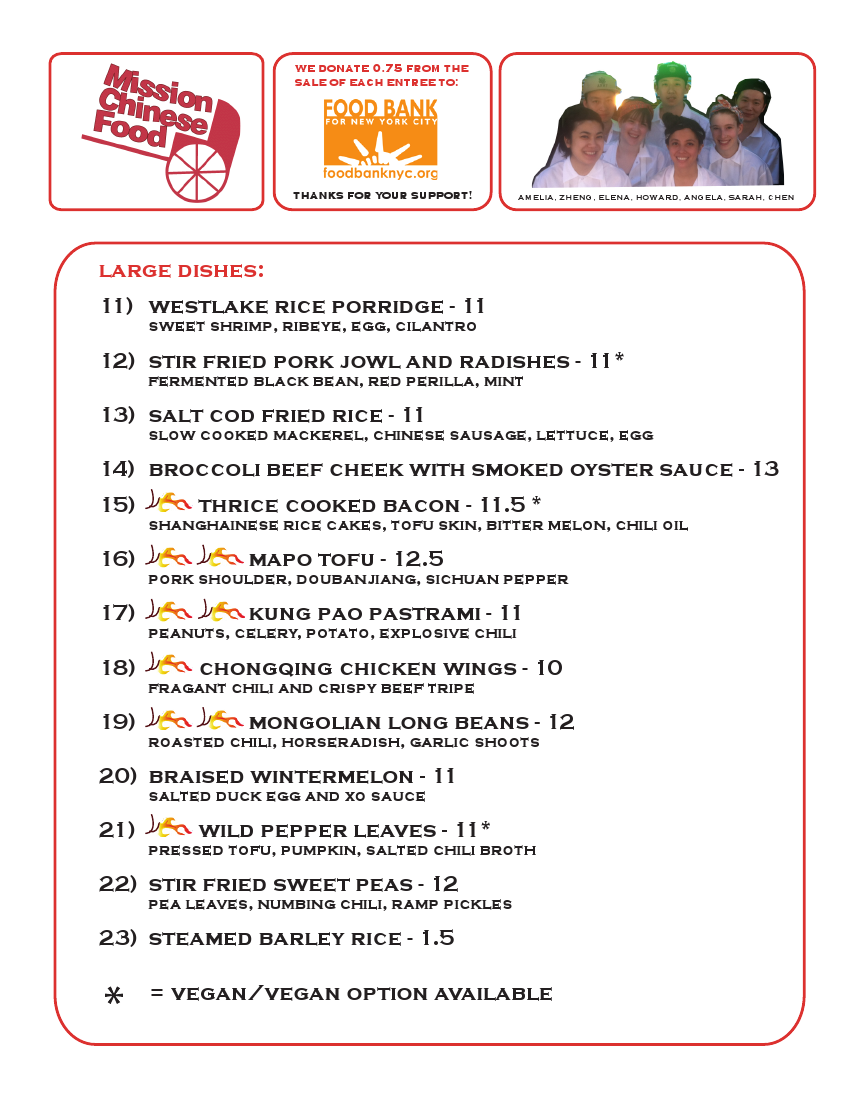 Mission
Chinese
Food
WE DONATE 0.75 FROM THE
SALE OF EACH ENTREE TO:
FOOD BANK
FOR NEW YORK CITY
foodbanknyc.org
THANKS FOR YOUR SUPPORT!
AMELIA, ZHENG, ELENA, HOWARD, ANGELA, SARAH, CHEN
LARGE DISHES:
11) WESTLAKE RICE PORRIDGE - 11
SWEET SHRIMP, RIBEYE, EGG, CILANTRO
12) STIR FRIED PORK JOWL AND RADISHES - 11*
FERMENTED BLACK BEAN, RED PERILLA, MINT
13) SALT COD FRIED RICE - 11
SLOW COOKED MACKEREL, CHINESE SAUSAGE, LETTUCE, EGG
14) BROCCOLI BEEF CHEEK WITH SMOKED OYSTER SAUCE - 13
15) THRICE COOKED BACON - 11.5 *
SHANGHAINESE RICE CAKES, TOFU SKIN, BITTER MELON, CHILI OIL
16) MAPO TOFU - 12.5
PORK SHOULDER, DOUBANJIANG, SICHUAN PEPPER
17) KUNG PAO PASTRAMI - 11
PEANUTS, CELERY, POTATO, EXPLOSIVE CHILI
18) CHONGQING CHICKEN WINGS - 10
FRAGANT CHILI AND CRISPY BEEF TRIPE
19) MONGOLIAN LONG BEANS - 12
ROASTED CHILI, HORSERADISH, GARLIC SHOOTS
20) BRAISED WINTERMELON - 11
SALTED DUCK EGG AND XO SAUCE
21) WILD PEPPER LEAVES - 11*
PRESSED TOFU, PUMPKIN, SALTED CHILI BROTH
22) STIR FRIED SWEET PEAS - 12
PEA LEAVES, NUMBING CHILI, RAMP PICKLES
23) STEAMED BARLEY RICE - 1.5
* = VEGAN/VEGAN OPTION AVAILABLE